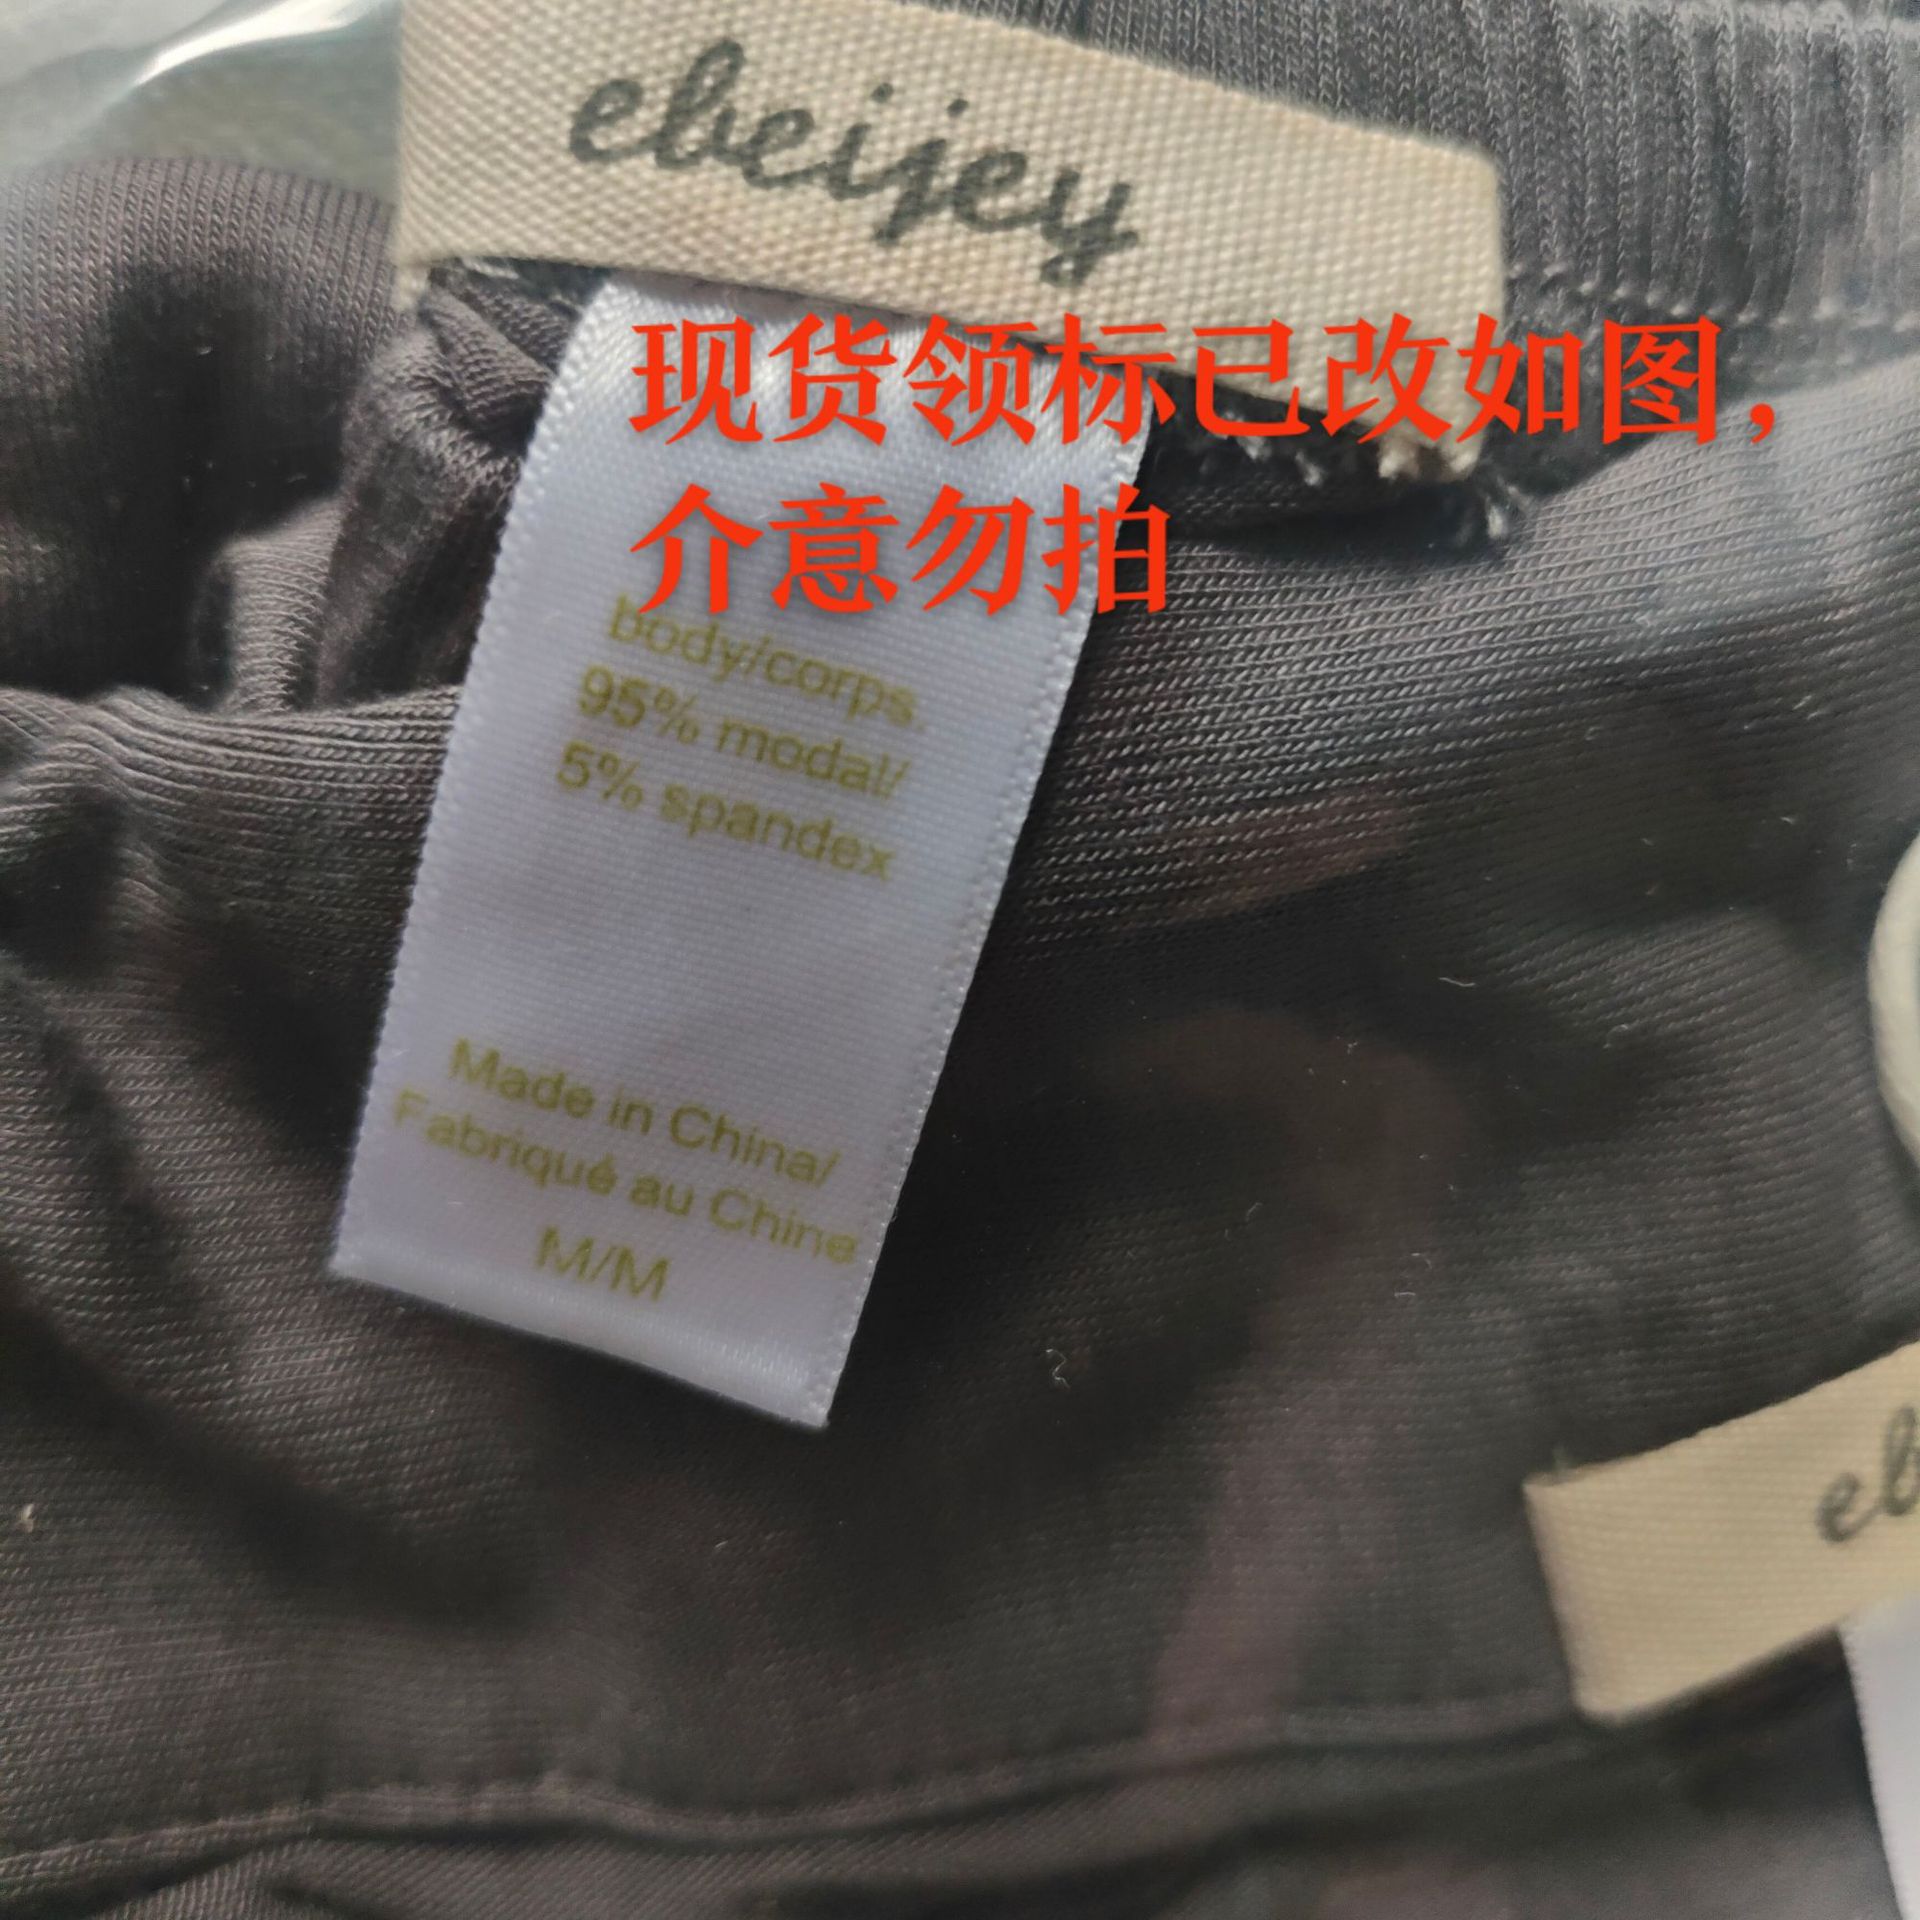 ebeijey
现货领标已改如图，
介意勿拍
body/corps.
95% modal/
5% spandex
Made in China/
Fabriqué au Chine
M/M
eb